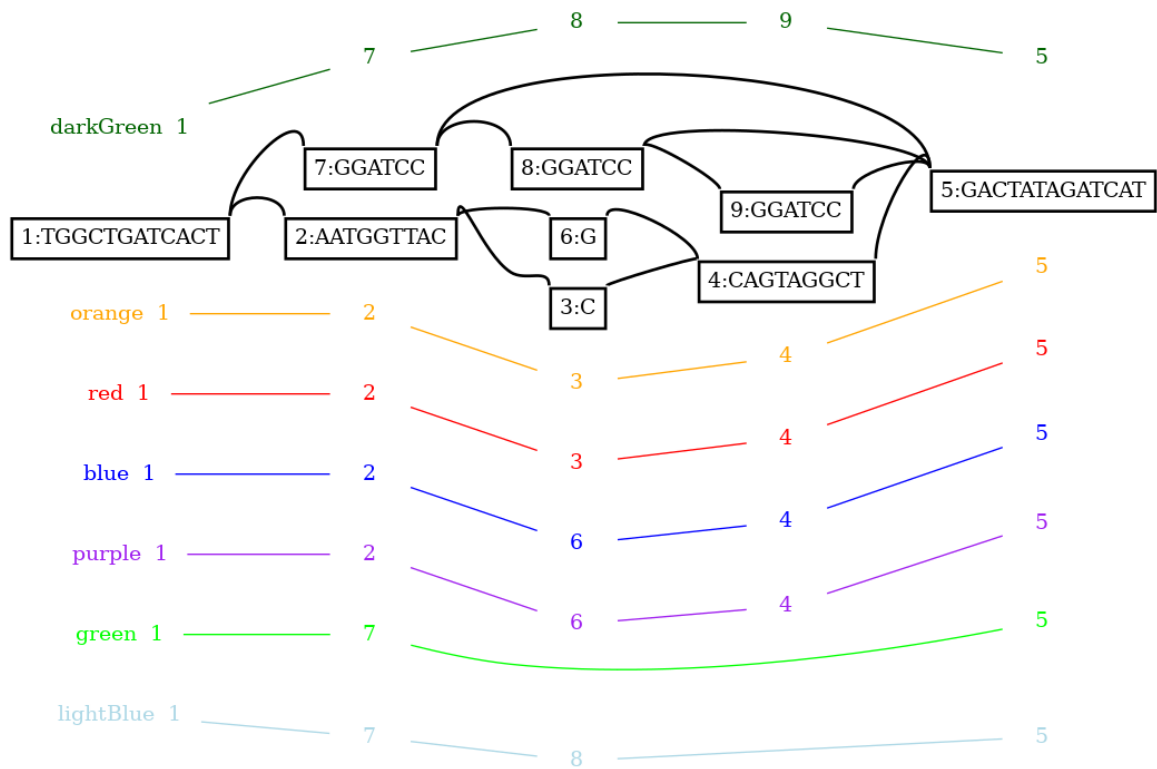 8 9
7 5
darkGreen 1
7:GGATCC 8:GGATCC
5:GACTATAGATCAT
9:GGATCC
1:TGGCTGATCACT 2:AATGGTTAC 6:G
4:CAGTAGGCT
3:C
5
orange 1 2
4
3
5
red 1 2
4
3
5
blue 1 2
4
6
5
purple 1 2
4
6
5
green 1 7
lightBlue 1
7 5
8